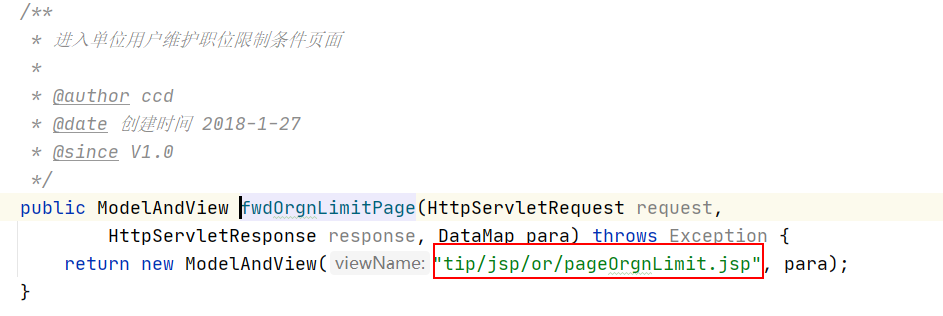 /**
 * 进入单位用户维护职位限制条件页面
 *
 * @author ccd
 * @date 创建时间 2018-1-27
 * @since V1.0
 */
public ModelAndView fwdOrgnLimitPage(HttpServletRequest request,
        HttpServletResponse response, DataMap para) throws Exception {
    return new ModelAndView( viewName: "tip/jsp/or/pageOrgnLimit.jsp", para);
}